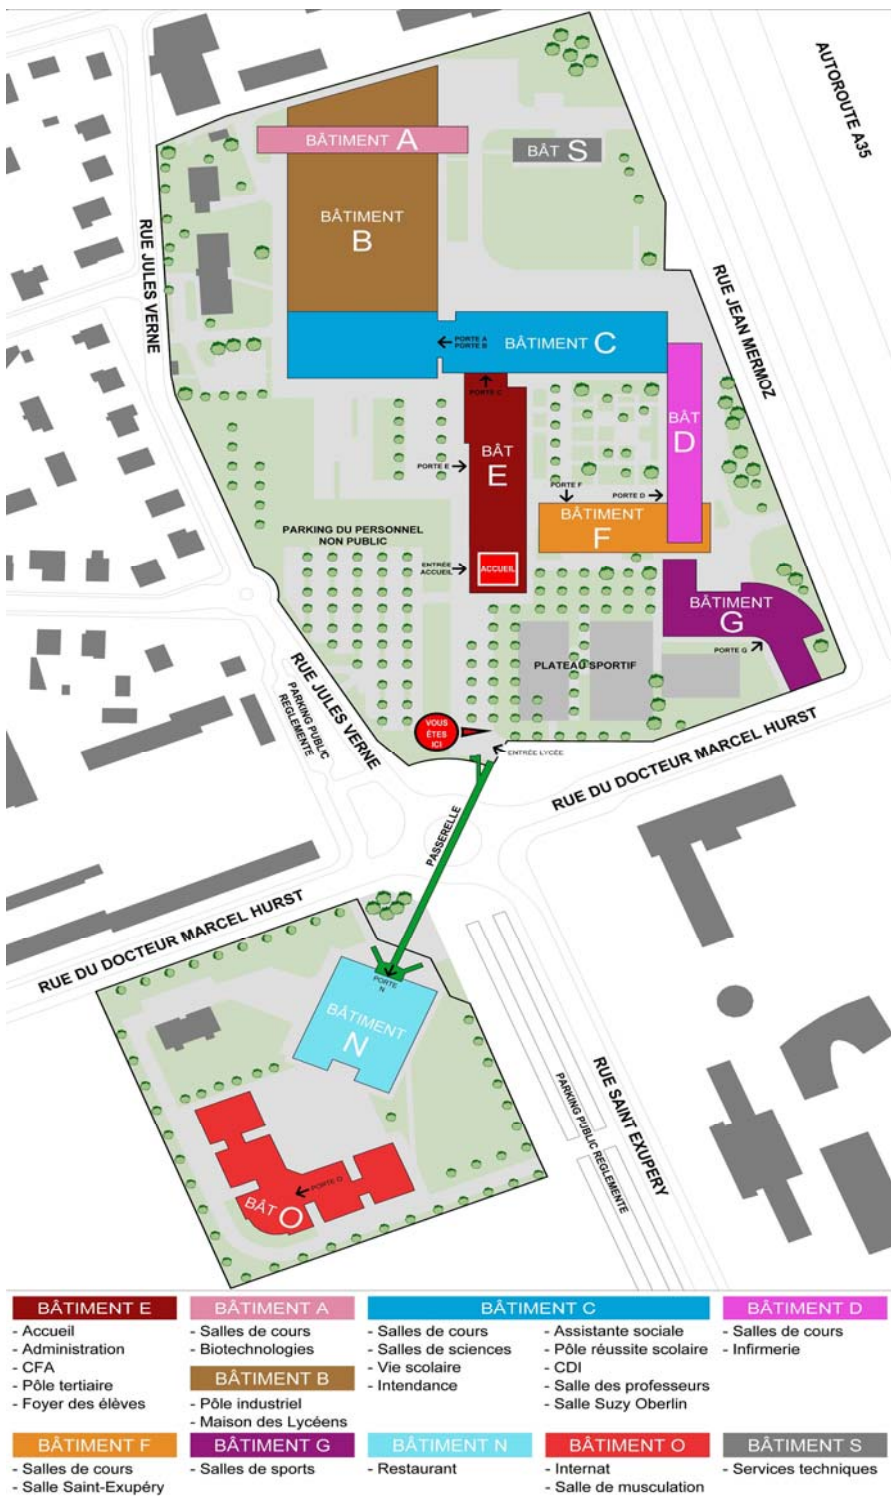 AUTOROUTE A35
BÂTIMENT A
BÂT S
BÂTIMENT
B
RUE JULES VERNE
RUE JEAN MERMOZ
PORTE A
PORTE B
BÂTIMENT C
PORTE C
BÂT
D
BÂT
E
PORTE E
PORTE F
PORTE D
BÂTIMENT
F
PARKING DU PERSONNEL
NON PUBLIC
ENTRÉE
ACCUEIL
ACCUEIL
BÂTIMENT
G
PORTE G
PLATEAU SPORTIF
RUE JULES VERNE
PARKING PUBLIC
REGLEMENTE
VOUS
ÊTES
ICI
ENTRÉE LYCÉE
RUE DU DOCTEUR MARCEL HURST
PASSERELLE
RUE DU DOCTEUR MARCEL HURST
PORTE
N
BÂTIMENT
N
PARKING PUBLIC REGLEMENTE
RUE SAINT EXUPERY
PORTE O
BÂT O
BÂTIMENT E
- Accueil
- Administration
- CFA
- Pôle tertiaire
- Foyer des élèves
BÂTIMENT A
- Salles de cours
- Biotechnologies
BÂTIMENT B
- Pôle industriel
- Maison des Lycéens
BÂTIMENT C
- Salles de cours
- Salles de sciences
- Vie scolaire
- Intendance
- Assistante sociale
- Pôle réussite scolaire
- CDI
- Salle des professeurs
- Salle Suzy Oberlin
BÂTIMENT D
- Salles de cours
- Infirmerie
BÂTIMENT F
- Salles de cours
- Salle Saint-Exupéry
BÂTIMENT G
- Salles de sports
BÂTIMENT N
- Restaurant
BÂTIMENT O
- Internat
- Salle de musculation
BÂTIMENT S
- Services techniques